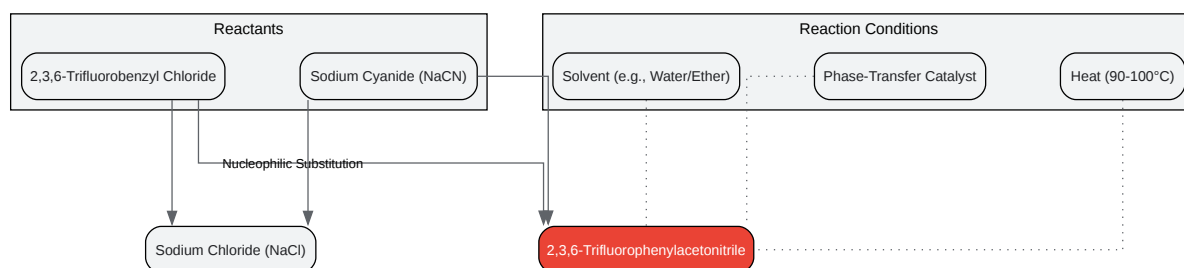 Reactants
Reaction Conditions
2,3,6-Trifluorobenzyl Chloride
Sodium Cyanide (NaCN)
Solvent (e.g., Water/Ether)
Phase-Transfer Catalyst
Heat (90-100°C)
Nucleophilic Substitution
Sodium Chloride (NaCl)
2,3,6-Trifluorophenylacetonitrile